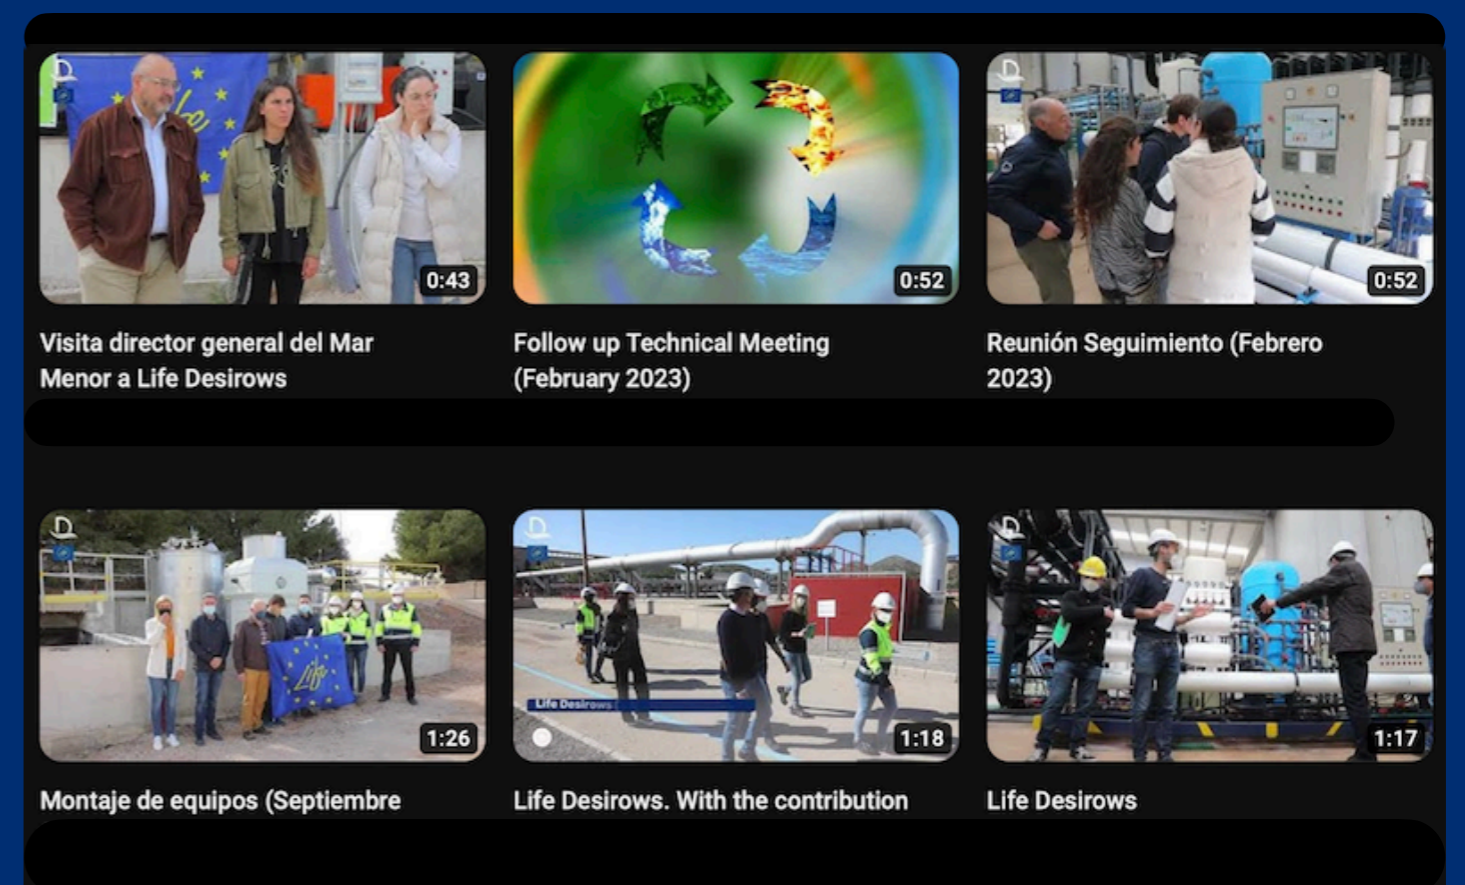 Life
0:43
0:52
0:52
Visita director general del Mar
Menor a Life Desirows
Follow up Technical Meeting
(February 2023)
Reunión Seguimiento (Febrero
2023)
Life
Life Desirows
1:26
1:18
1:17
Montaje de equipos (Septiembre
Life Desirows. With the contribution
Life Desirows